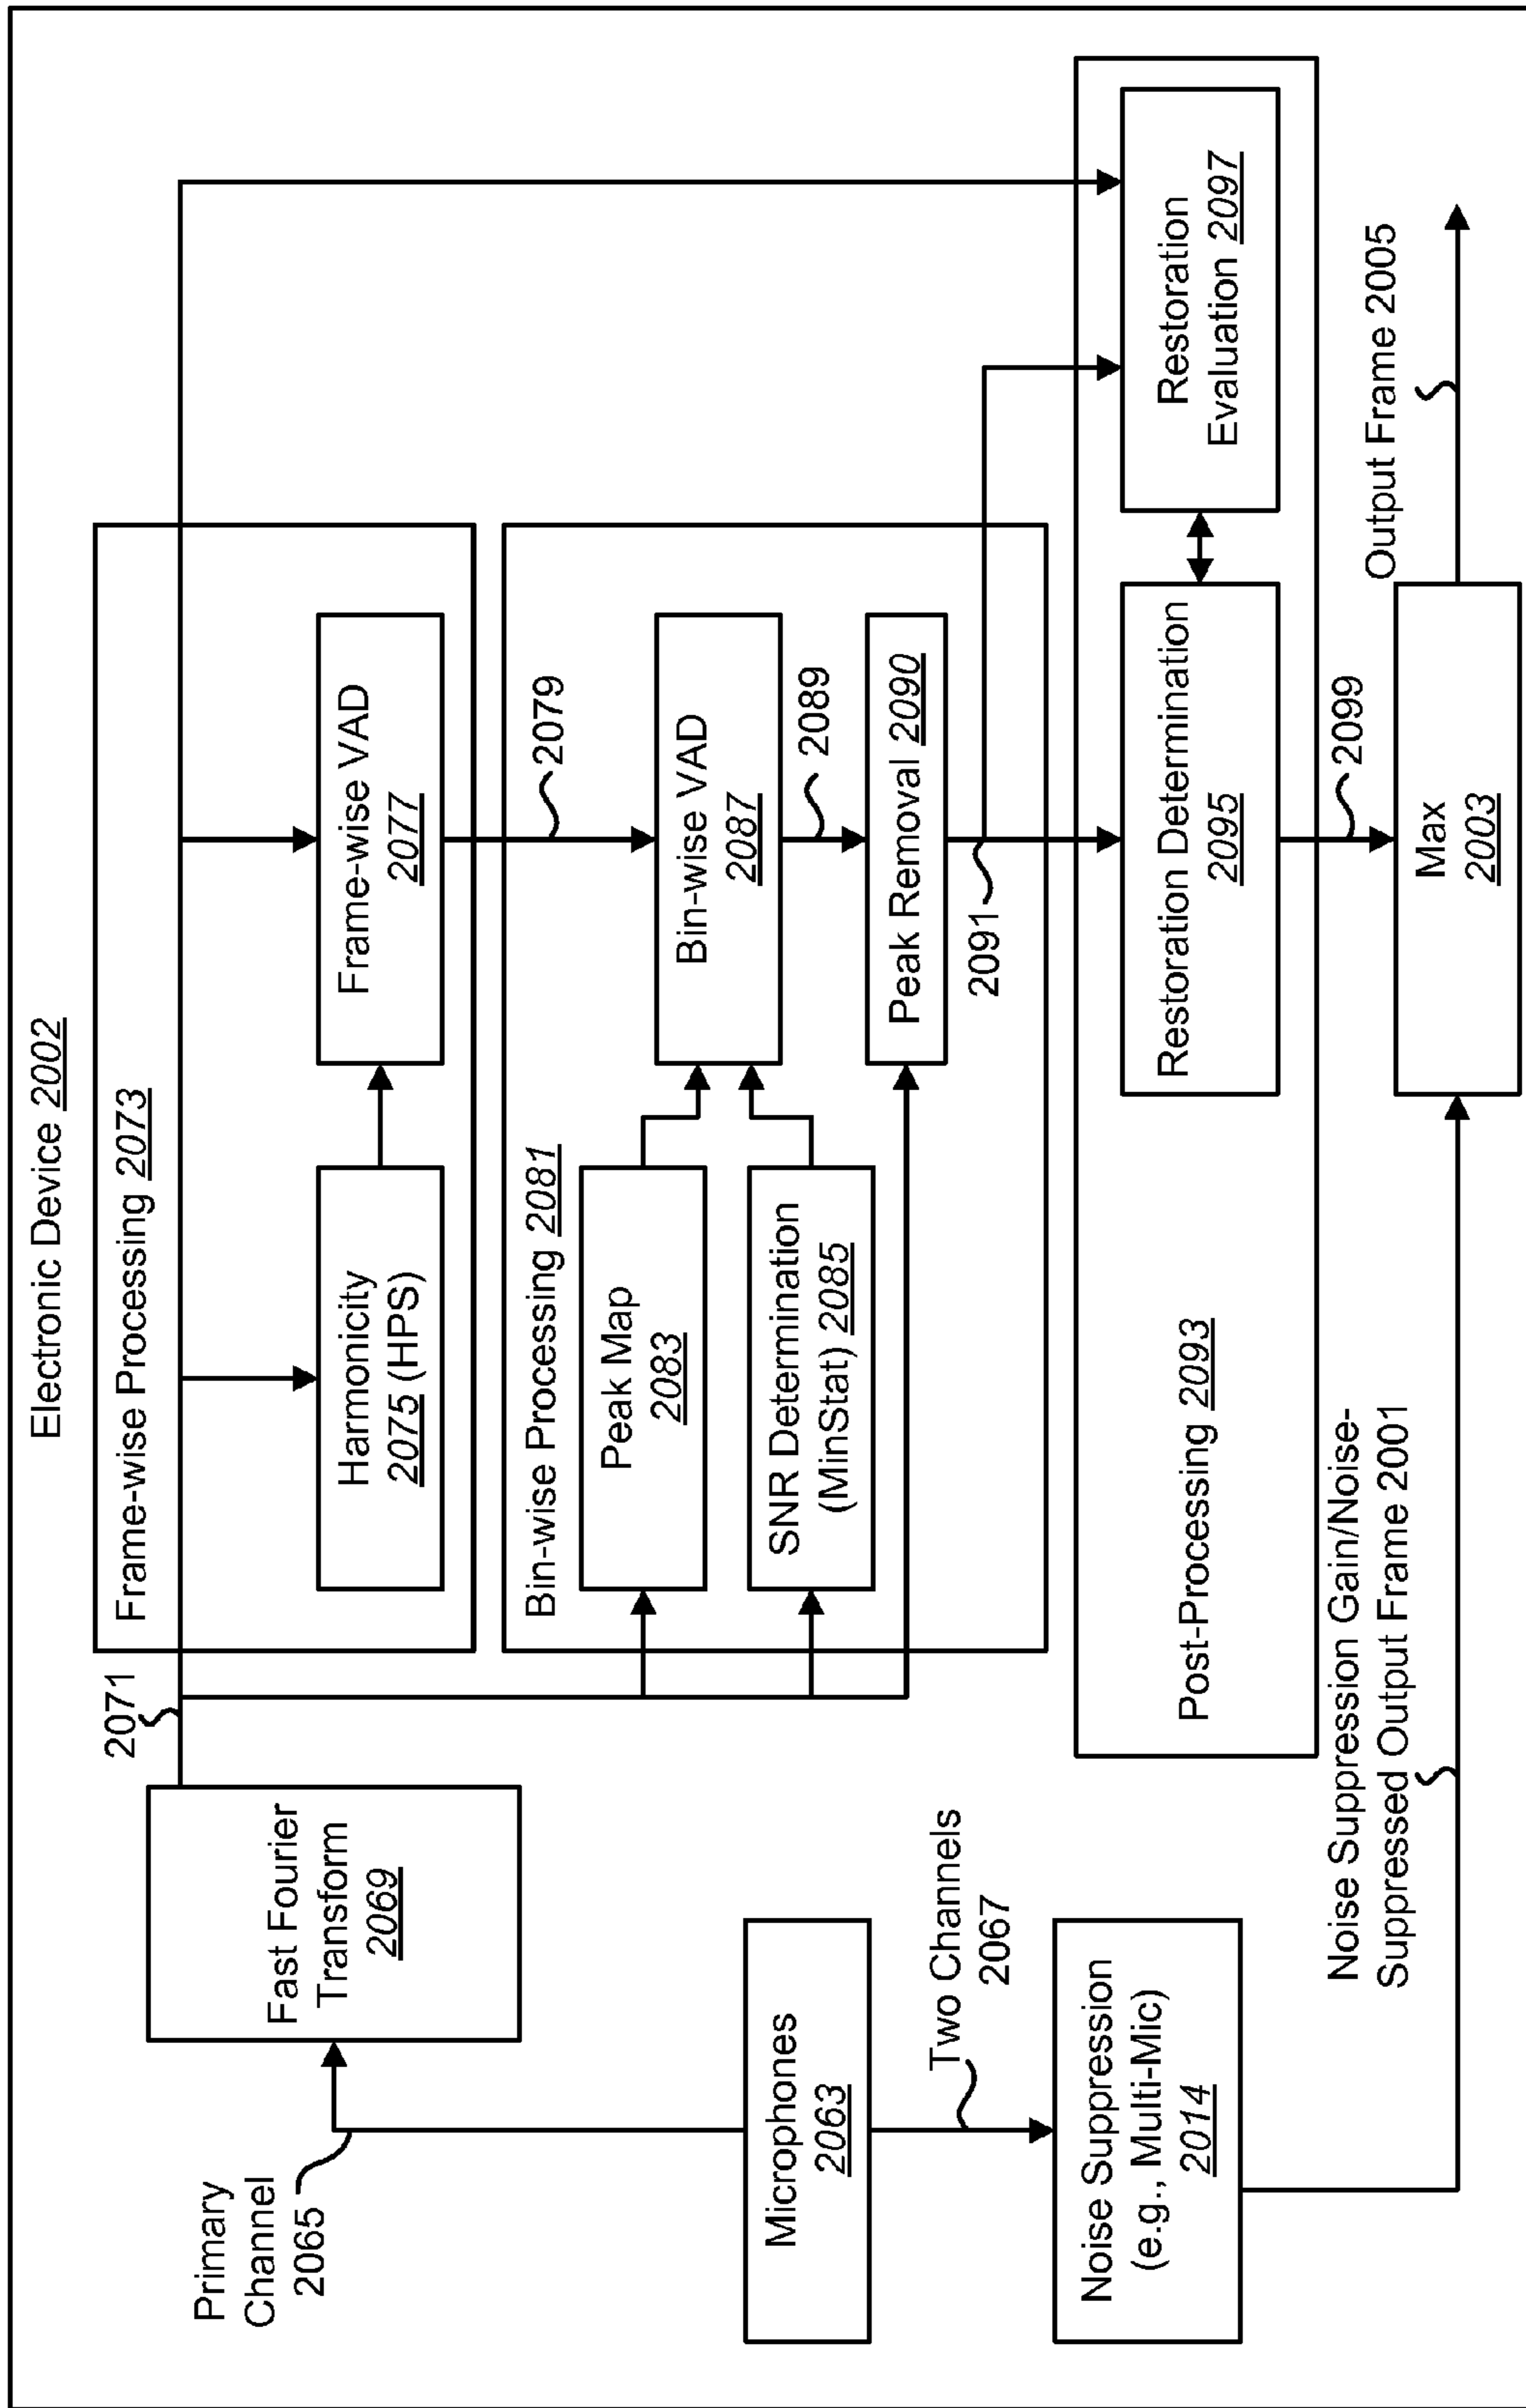 Electronic Device 2002
Primary
Channel
2065
Fast Fourier
Transform
2069
2071
Frame-wise Processing 2073
Harmonicity
2075 (HPS)
Frame-wise VAD
2077
2079
Bin-wise Processing 2081
Peak Map
2083
SNR Determination
(MinStat) 2085
Bin-wise VAD
2087
2089
Peak Removal 2090
2091
Microphones
2063
Two Channels
2067
Noise Suppression
(e.g., Multi-Mic)
2014
Post-Processing 2093
Restoration Determination
2095
Restoration
Evaluation 2097
2099
Noise Suppression Gain/Noise-
Suppressed Output Frame 2001
Max
2003
Output Frame 2005